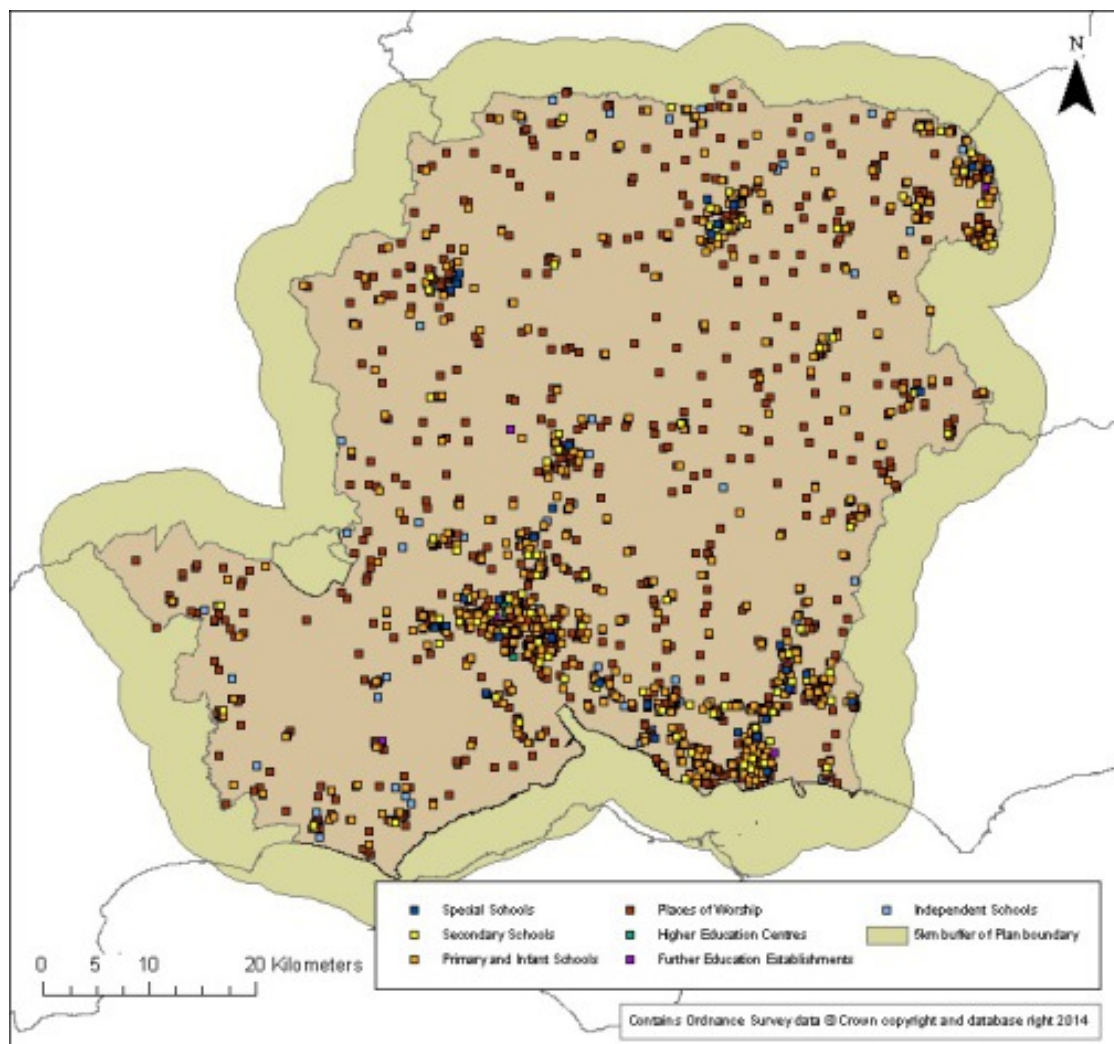 N
Special Schools
Places of Worship
Independent Schools
Secondary Schools
Higher Education Centres
5km buffer of Plan boundary
Primary and Infant Schools
Further Education Establishments
0 5 10 20 Kilometers
Contains Ordnance Survey data © Crown copyright and database right 2014